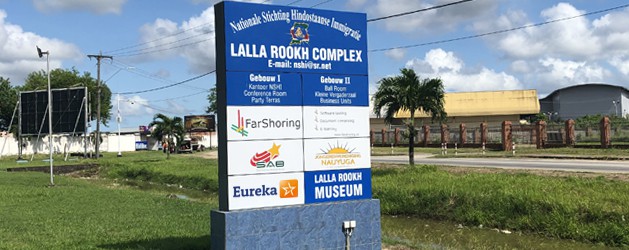 Nationale Stichting Hindostaanse Immigratie
LALLA ROOKH COMPLEX
E-mail: nshi@sr.net
Gebouw I
Kantoor NSHI
Conference Room
Party Terras
Gebouw II
Ball Room
Kleine Vergaderzaal
Business Units
FarShoring
SAB
NAUYUGA
Eureka
LALLA ROOKH
MUSEUM